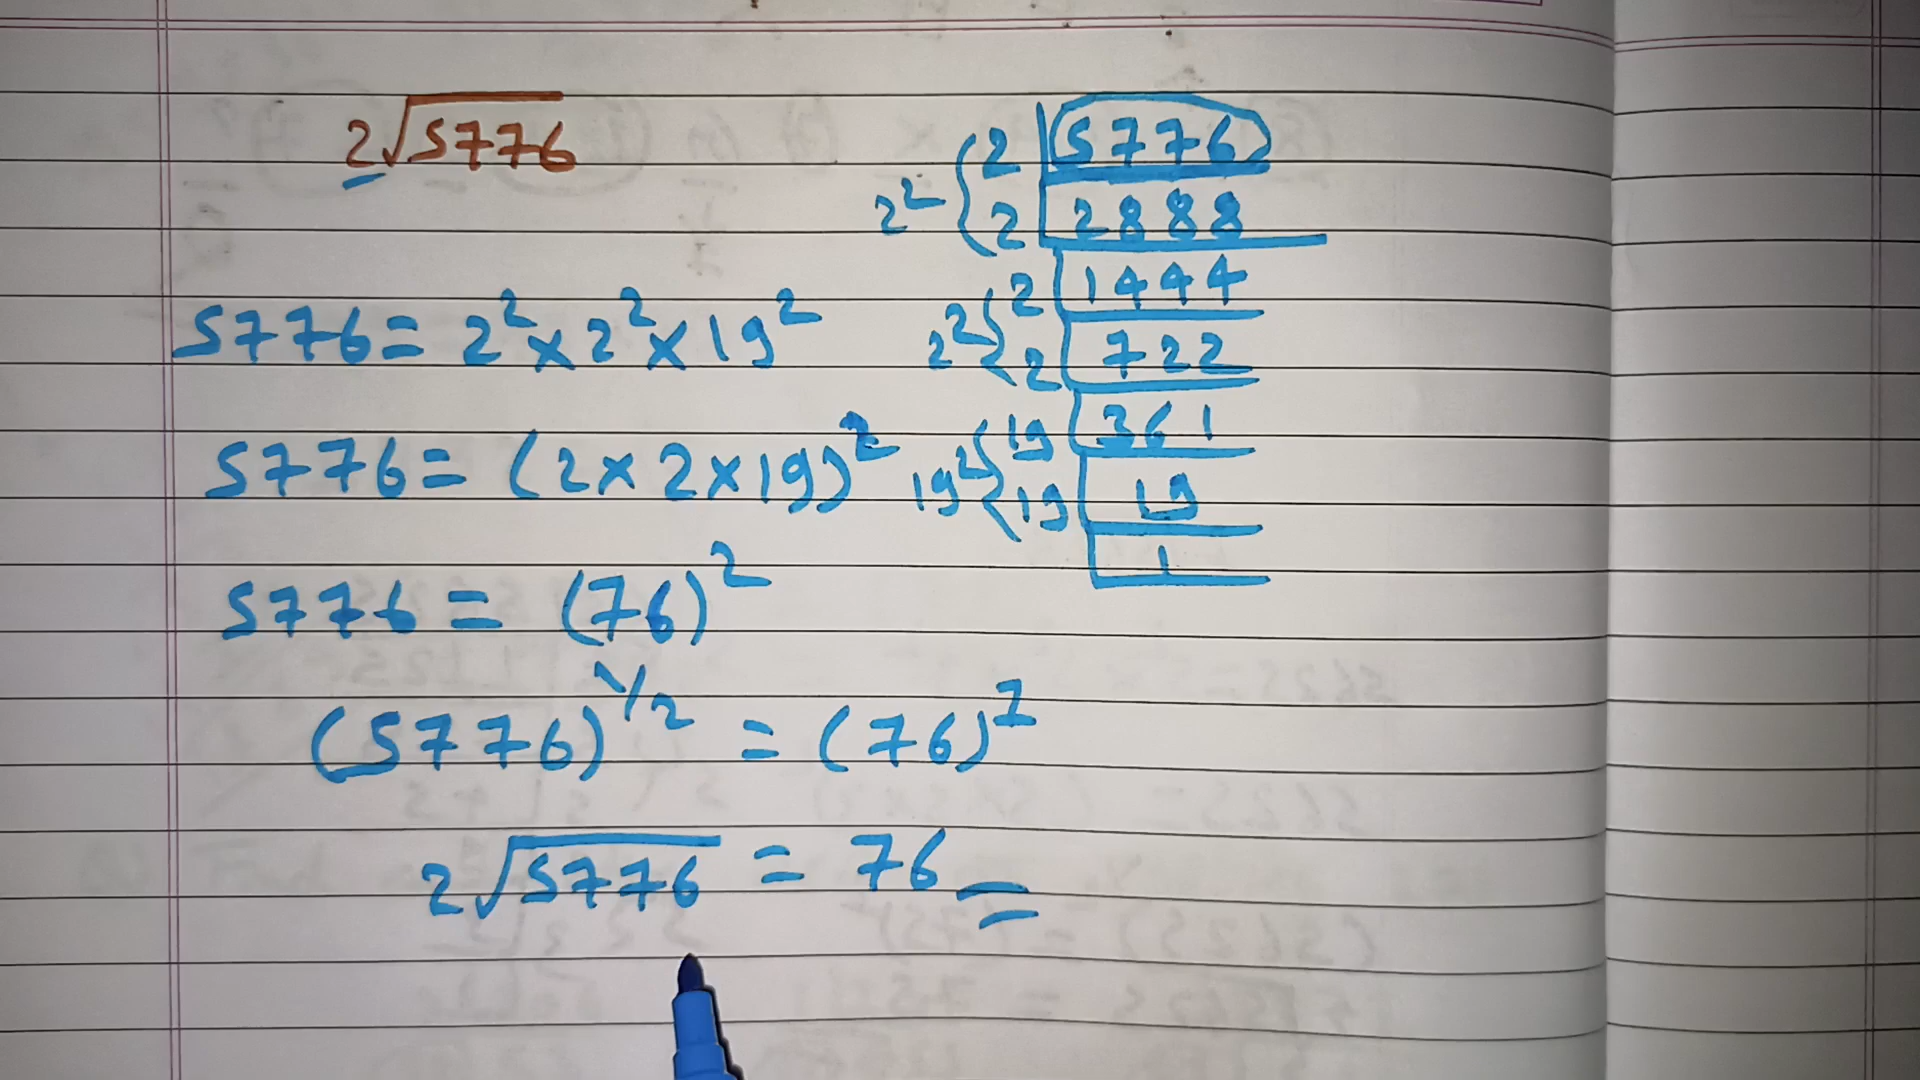 2√5776
5776 = 2² × 2² × 19²
5776 = (2 × 2 × 19)²
5776 = (76)²
(5776)^1/2 = (76)^1
2√5776 = 76
2² { 2 | 5776
2 | 2888
2² { 2 | 1444
2 | 722
19² { 19 | 361
19 | 19
1